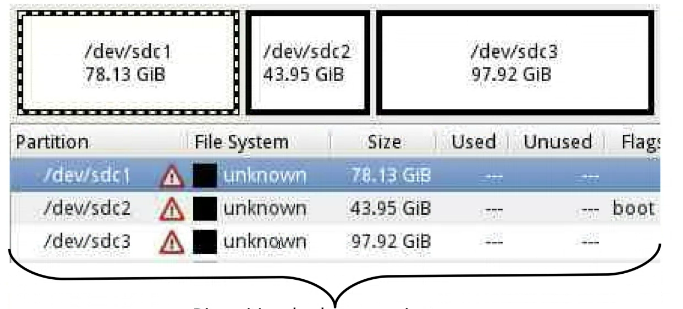 /dev/sdc1
78.13 GiB
/dev/sdc2
43.95 GiB
/dev/sdc3
97.92 GiB
Partition File System Size Used Unused Flags
/dev/sdc1 unknown 78.13 GiB --- ---
/dev/sdc2 unknown 43.95 GiB --- --- boot
/dev/sdc3 unknown 97.92 GiB --- ---